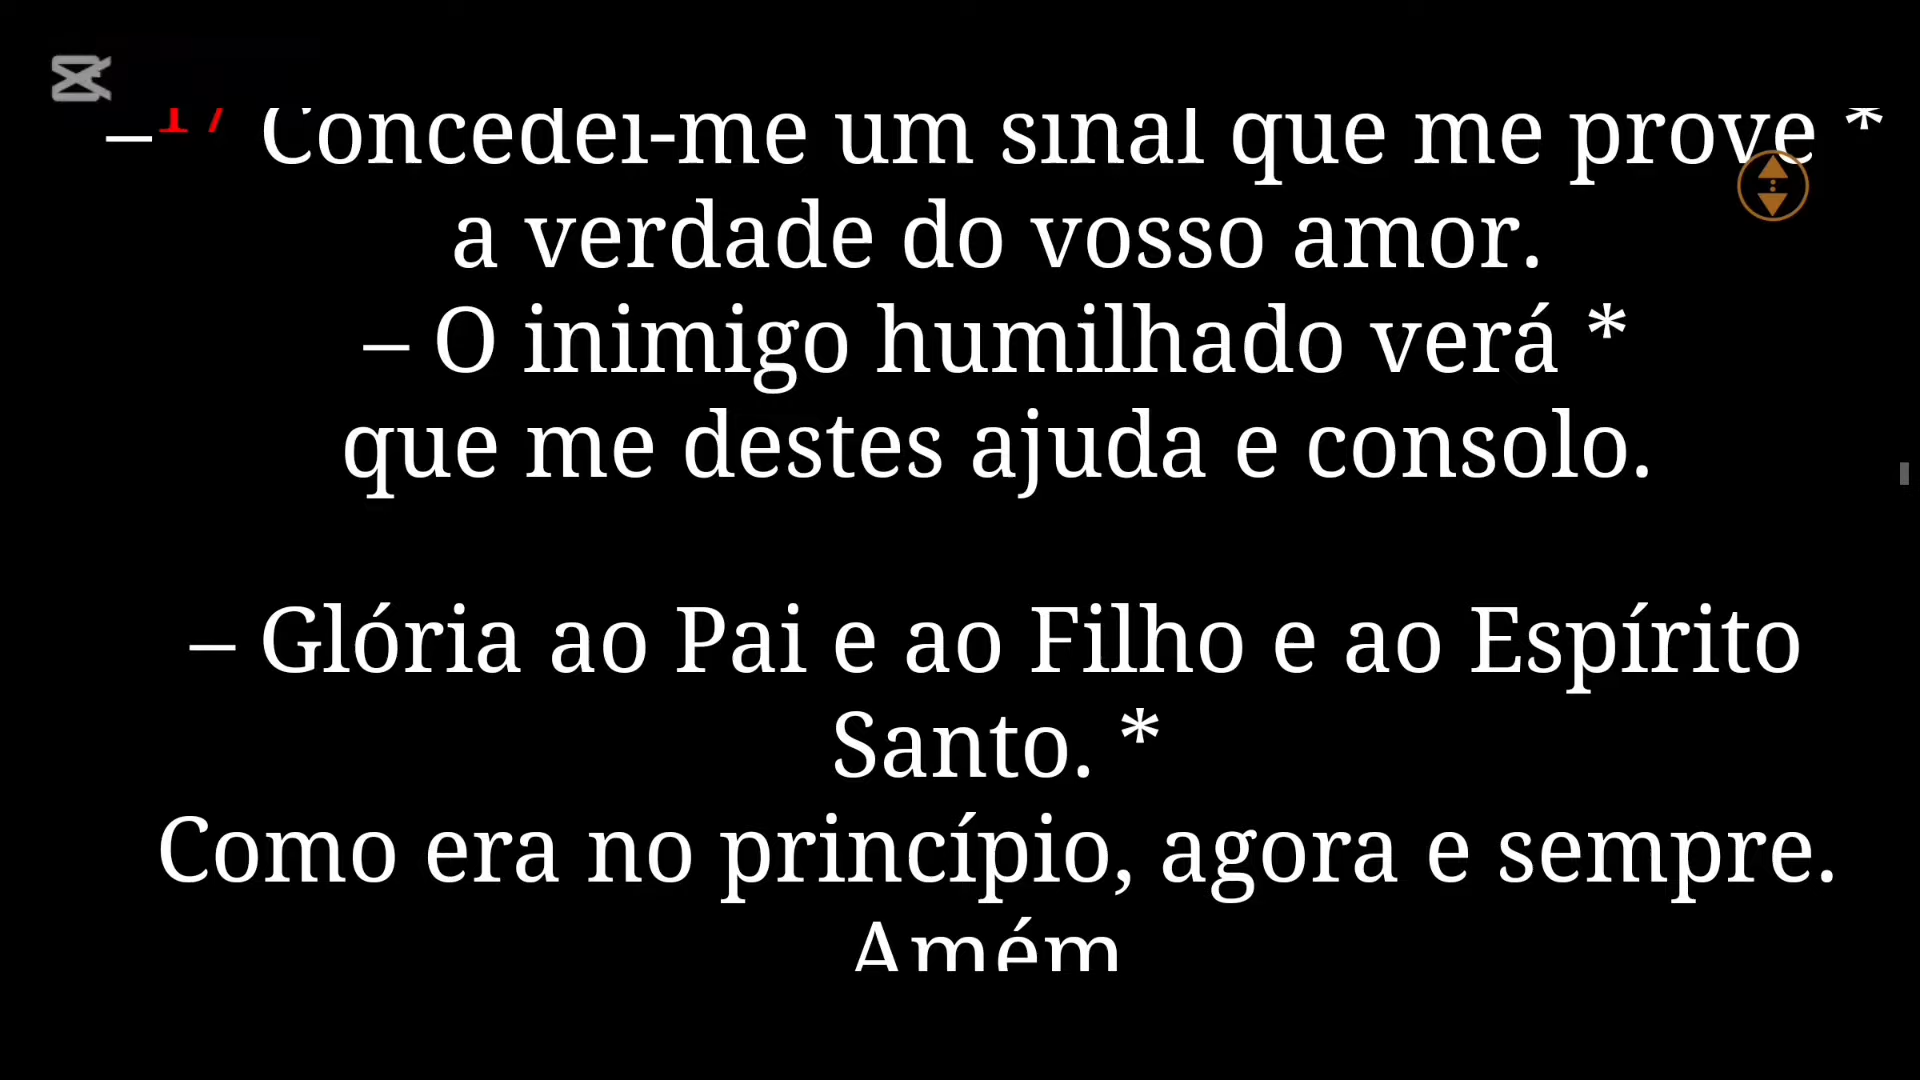 –17 Concedei-me um sinal que me prove *
a verdade do vosso amor.
– O inimigo humilhado verá *
que me destes ajuda e consolo.
– Glória ao Pai e ao Filho e ao Espírito
Santo. *
Como era no princípio, agora e sempre.
Amém